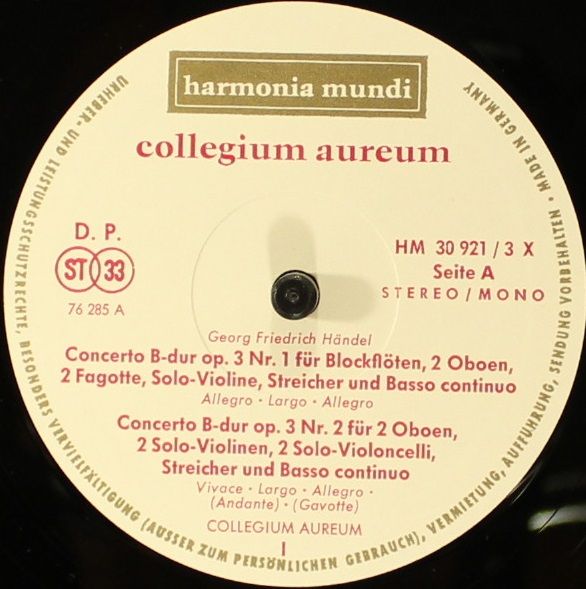 harmonia mundi
collegium aureum
D. P.
ST 33
76 285 A
HM 30 921 / 3 X
Seite A
STEREO / MONO
Georg Friedrich Händel
Concerto B-dur op. 3 Nr. 1 für Blockflöten, 2 Oboen,
2 Fagotte, Solo-Violine, Streicher und Basso continuo
Allegro · Largo · Allegro
Concerto B-dur op. 3 Nr. 2 für 2 Oboen,
2 Solo-Violinen, 2 Solo-Violoncelli,
Streicher und Basso continuo
Vivace · Largo · Allegro ·
(Andante) · (Gavotte)
COLLEGIUM AUREUM
I
URHEBER- UND LEISTUNGSSCHUTZRECHTE, BESONDERS VERVIELFÄLTIGUNG (AUSSER ZUM PERSÖNLICHEN GEBRAUCH), VERMIETUNG, AUFFÜHRUNG, SENDUNG VORBEHALTEN · MADE IN GERMANY